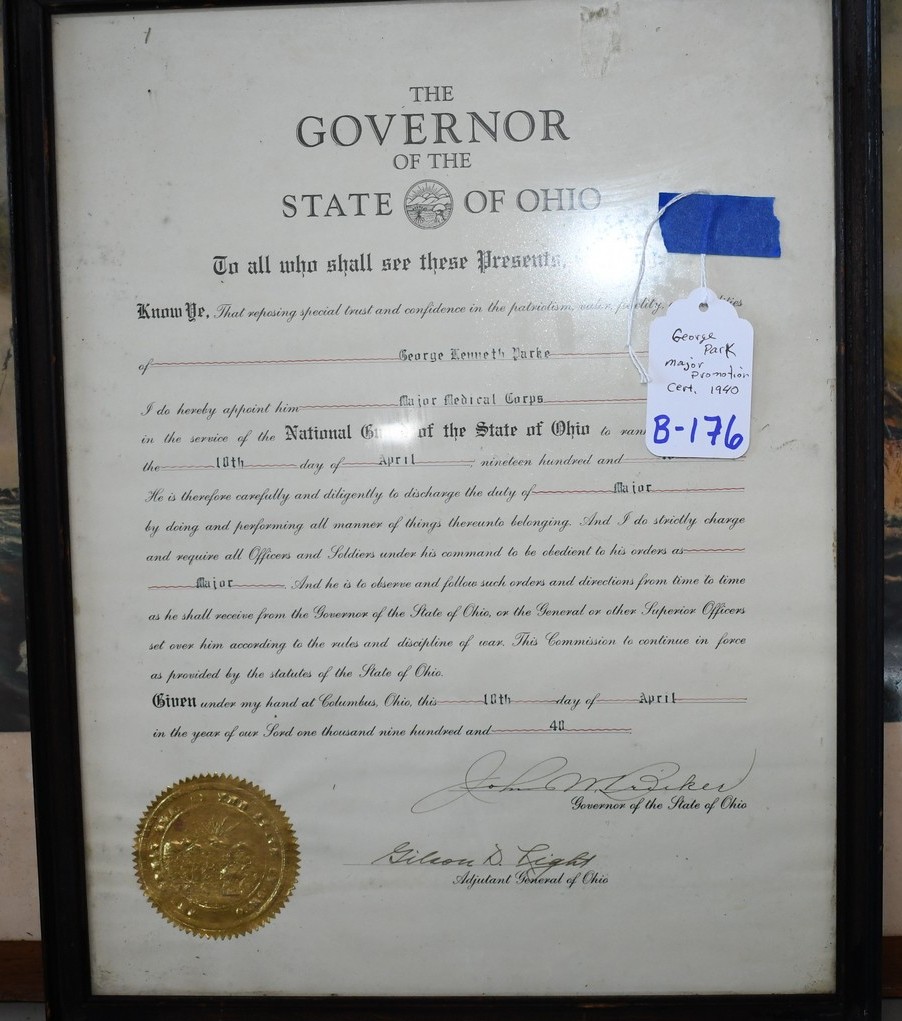 THE
GOVERNOR
OF THE
STATE OF OHIO
To all who shall see these Presents,
Know Ye, That reposing special trust and confidence in the patriotism, valor, fidelity,
of George Kenneth Parke
I do hereby appoint him Major Medical Corps
in the service of the National Guard of the State of Ohio to rank
the 10th day of April, nineteen hundred and
He is therefore carefully and diligently to discharge the duty of Major
by doing and performing all manner of things thereunto belonging. And I do strictly charge
and require all Officers and Soldiers under his command to be obedient to his orders as
Major. And he is to observe and follow such orders and directions from time to time
as he shall receive from the Governor of the State of Ohio, or the General or other Superior Officers
set over him according to the rules and discipline of war. This Commission to continue in force
as provided by the statutes of the State of Ohio.
Given under my hand at Columbus, Ohio, this 10th day of April
in the year of our Lord one thousand nine hundred and 40
John W. Bricker
Governor of the State of Ohio
Gilson D. Light
Adjutant General of Ohio
George
Park
Major
Promotion
Cert. 1940
B-176